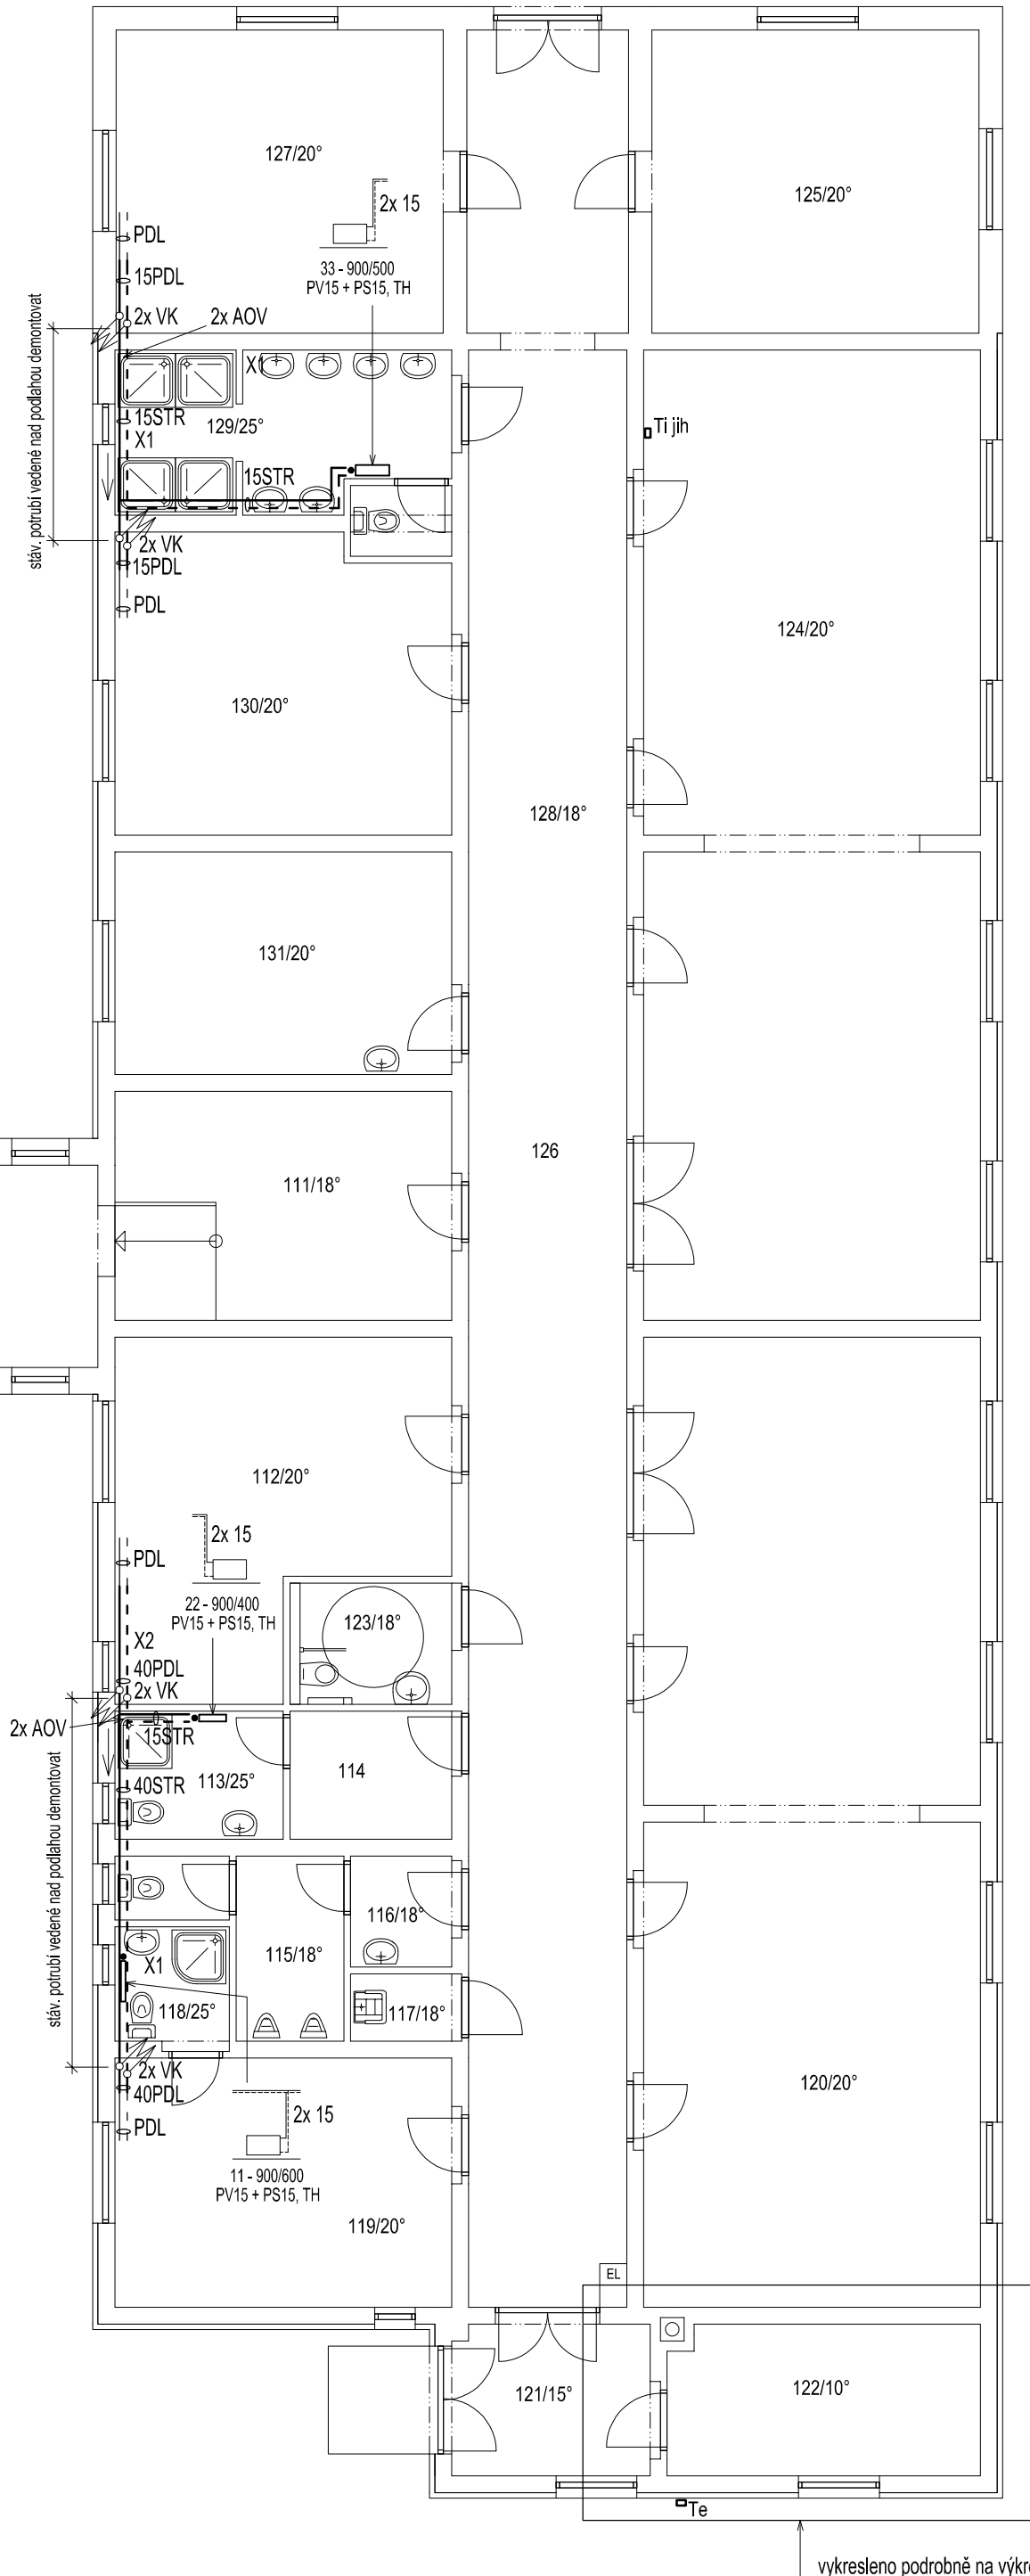 127/20°
125/20°
2x 15
PDL
33 - 900/500
PV15 + PS15, TH
15PDL
2x VK
2x AOV
stáv. potrubí vedené nad podlahou demontovat
X1
129/25°
15STR
X1
Ti jih
15STR
2x VK
15PDL
PDL
124/20°
130/20°
128/18°
131/20°
126
111/18°
112/20°
2x 15
PDL
22 - 900/400
PV15 + PS15, TH
123/18°
X2
40PDL
2x VK
2x AOV
15STR
114
113/25°
40STR
stáv. potrubí vedené nad podlahou demontovat
116/18°
115/18°
X1
118/25°
117/18°
2x VK
40PDL
120/20°
2x 15
PDL
11 - 900/600
PV15 + PS15, TH
119/20°
EL
122/10°
121/15°
Te
vykresleno podrobně na